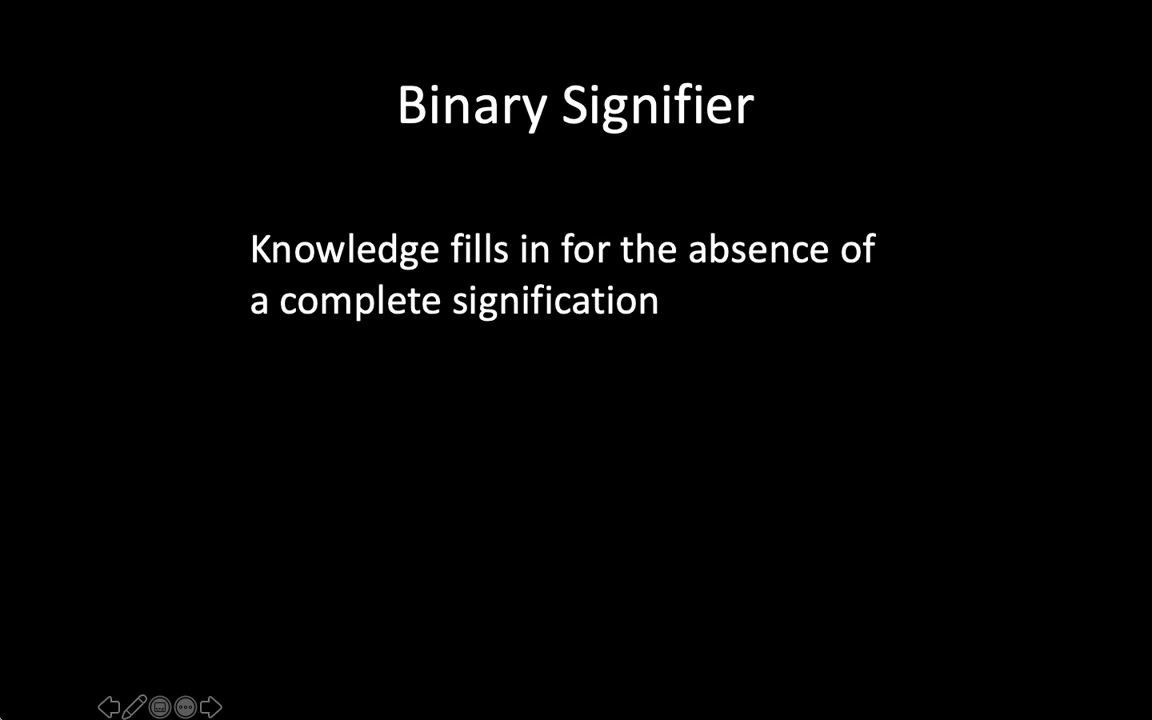 Binary Signifier
Knowledge fills in for the absence of
a complete signification